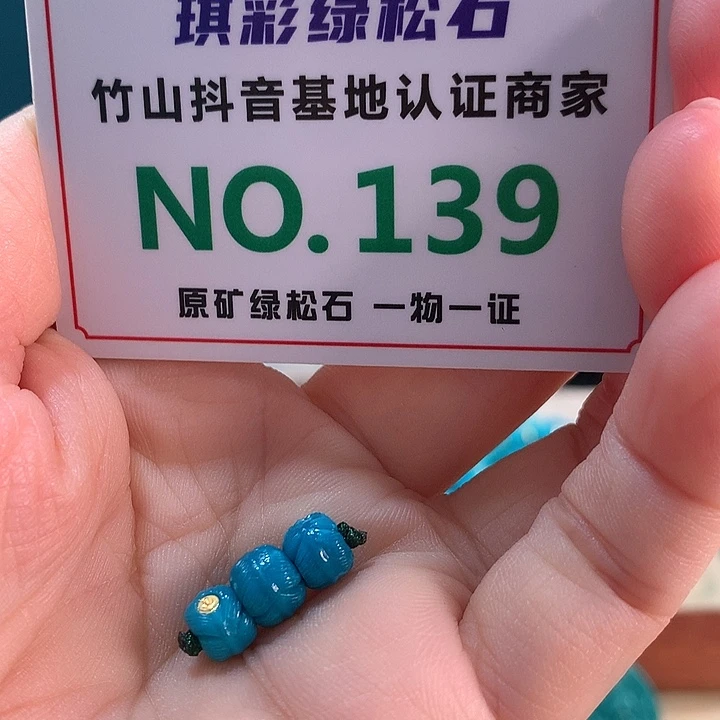 琪彩绿松石
竹山抖音基地认证商家
NO.139
原矿绿松石 一物一证